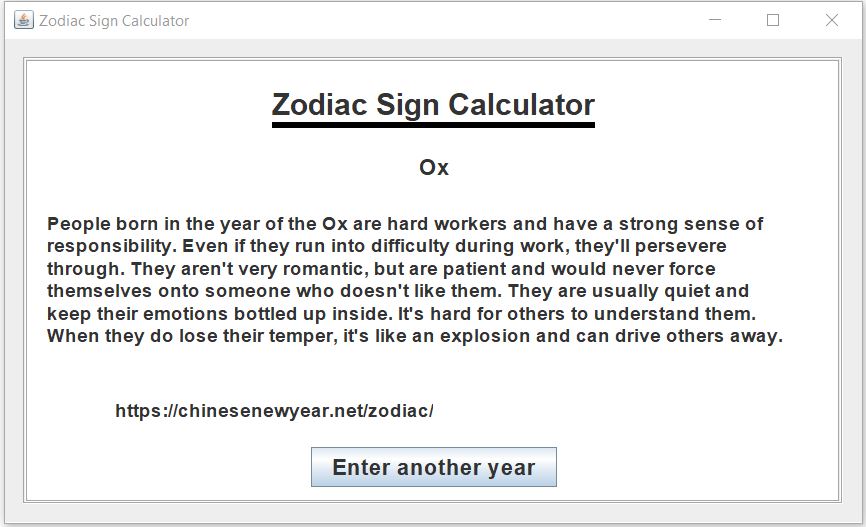 Zodiac Sign Calculator
Zodiac Sign Calculator
Ox
People born in the year of the Ox are hard workers and have a strong sense of
responsibility. Even if they run into difficulty during work, they'll persevere
through. They aren't very romantic, but are patient and would never force
themselves onto someone who doesn't like them. They are usually quiet and
keep their emotions bottled up inside. It's hard for others to understand them.
When they do lose their temper, it's like an explosion and can drive others away.
https://chinesenewyear.net/zodiac/
Enter another year